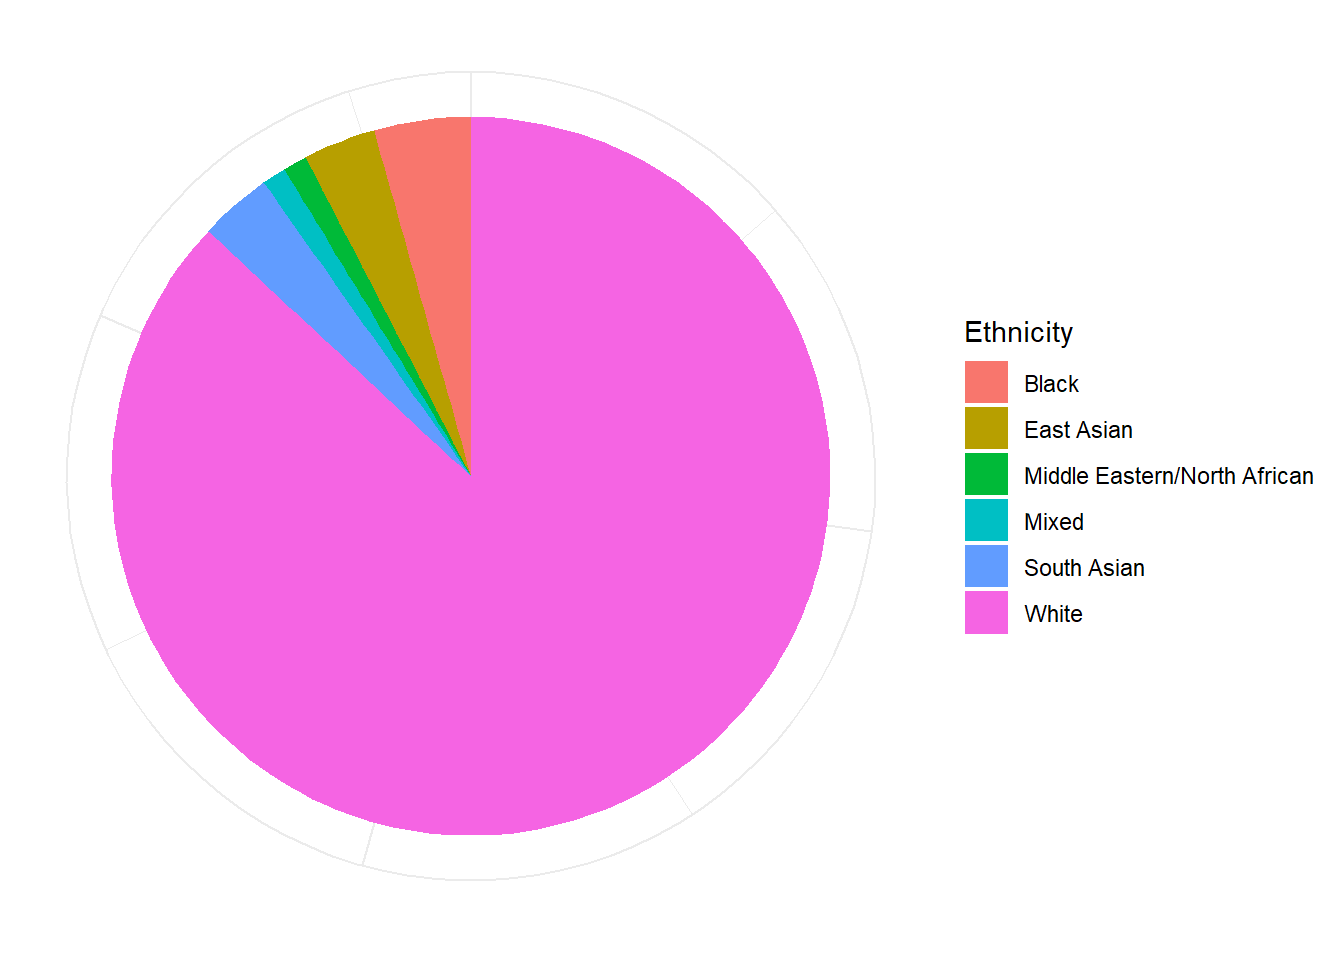 Ethnicity
Black
East Asian
Middle Eastern/North African
Mixed
South Asian
White